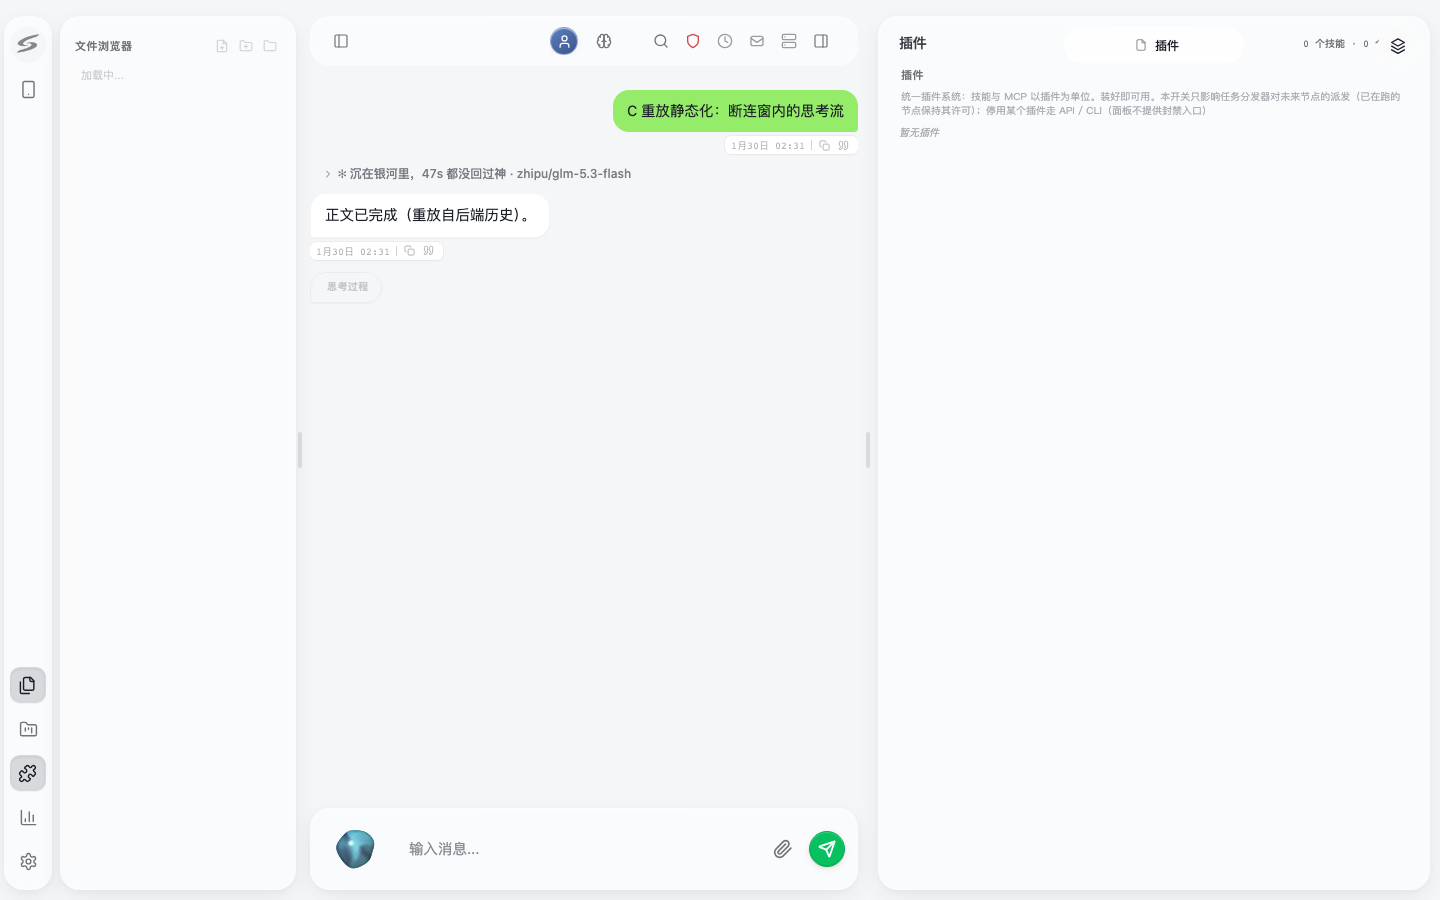 文件浏览器
加载中...
C 重放静态化：断连窗内的思考流
1月30日 02:31
✻ 沉在银河里，47s 都没回过神 · zhipu/glm-5.3-flash
正文已完成（重放自后端历史）。
1月30日 02:31
思考过程
输入消息...
插件
插件
0 个技能 · 0
插件
统一插件系统：技能与 MCP 以插件为单位。装好即可用。本开关只影响任务分发器对未来节点的派发（已在跑的
节点保持其许可）；停用某个插件走 API / CLI（面板不提供封禁入口）
暂无插件